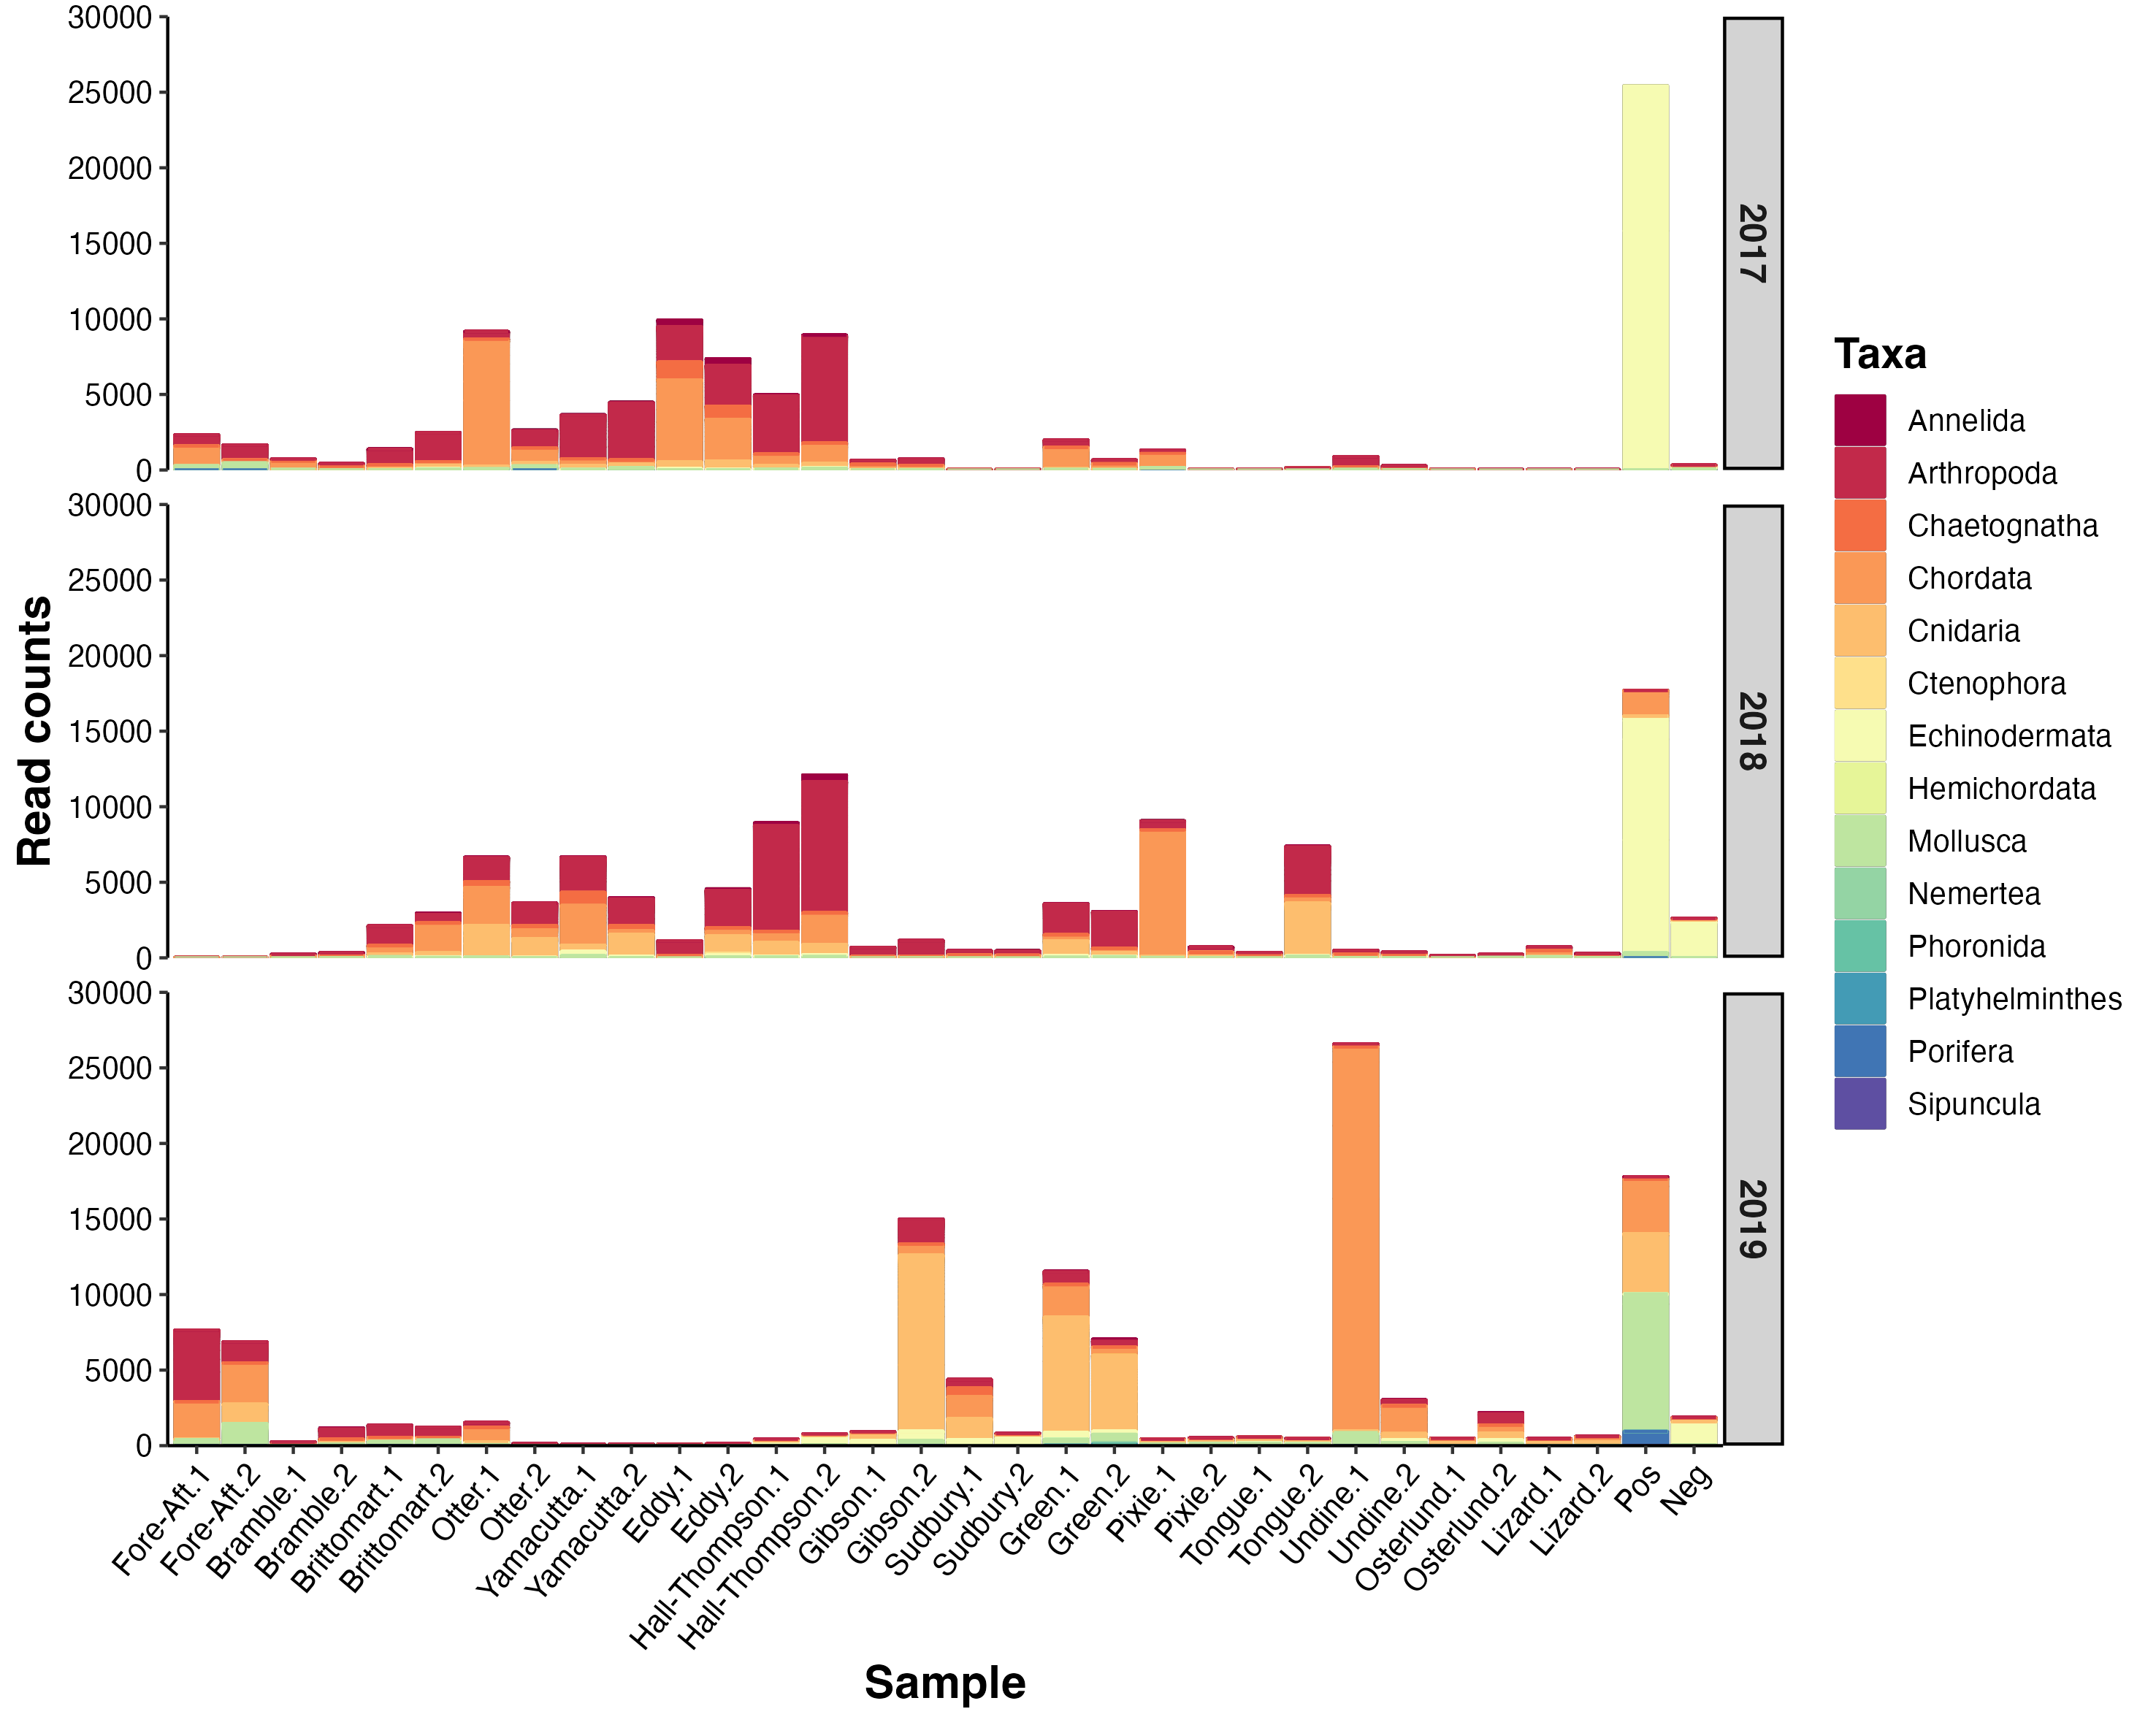 30000
25000
20000
15000
10000
5000
0
2017
30000
25000
20000
15000
10000
5000
0
2018
30000
25000
20000
15000
10000
5000
0
2019
Read counts
Fore-Aft.1
Fore-Aft.2
Bramble.1
Bramble.2
Brittomart.1
Brittomart.2
Otter.1
Otter.2
Yamacutta.1
Yamacutta.2
Eddy.1
Eddy.2
Hall-Thompson.1
Hall-Thompson.2
Gibson.1
Gibson.2
Sudbury.1
Sudbury.2
Green.1
Green.2
Pixie.1
Pixie.2
Tongue.1
Tongue.2
Undine.1
Undine.2
Osterlund.1
Osterlund.2
Lizard.1
Lizard.2
Pos
Neg
Sample
Taxa
Annelida
Arthropoda
Chaetognatha
Chordata
Cnidaria
Ctenophora
Echinodermata
Hemichordata
Mollusca
Nemertea
Phoronida
Platyhelminthes
Porifera
Sipuncula